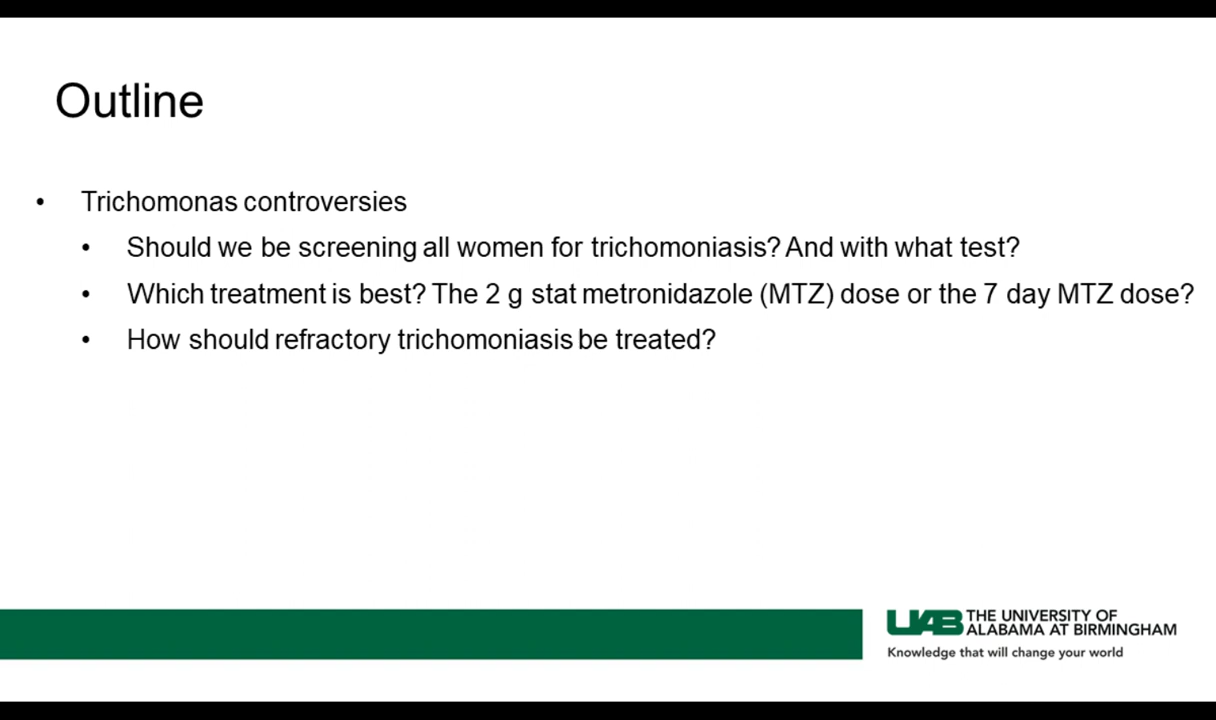 Outline
• Trichomonas controversies
• Should we be screening all women for trichomoniasis? And with what test?
• Which treatment is best? The 2 g stat metronidazole (MTZ) dose or the 7 day MTZ dose?
• How should refractory trichomoniasis be treated?
UAB THE UNIVERSITY OF
ALABAMA AT BIRMINGHAM
Knowledge that will change your world